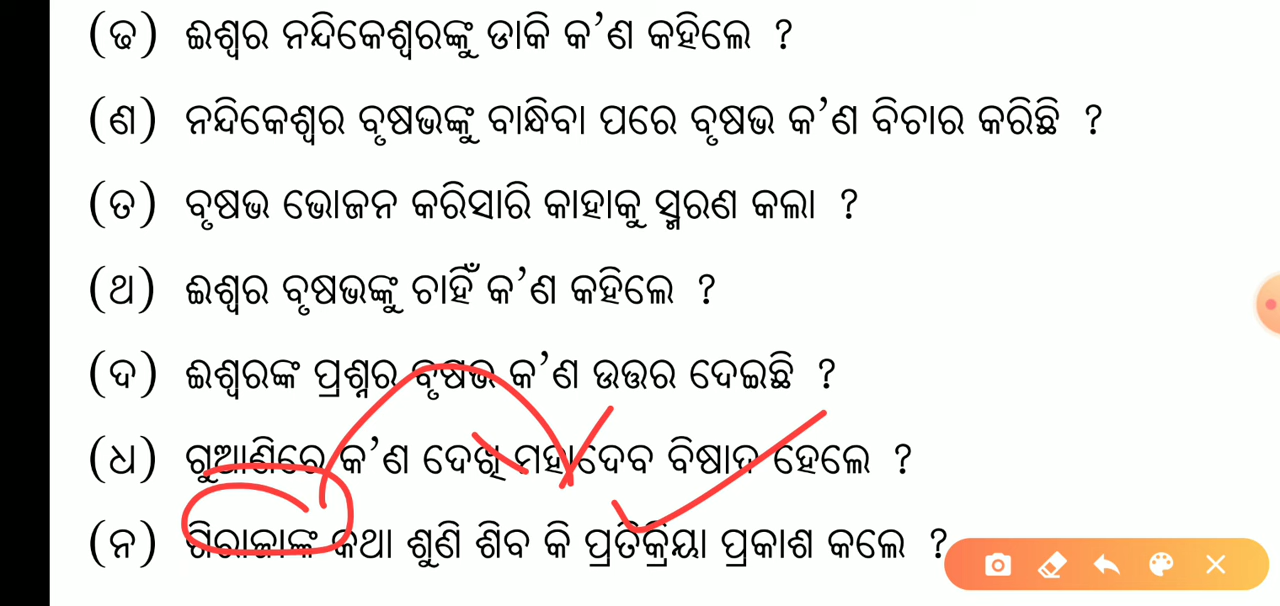 (ଢ) ଈଶ୍ୱର ନନ୍ଦିକେଶ୍ୱରଙ୍କୁ ଡାକି କ’ଣ କହିଲେ ?
(ଣ) ନନ୍ଦିକେଶ୍ୱର ବୃଷଭଙ୍କୁ ବାନ୍ଧିବା ପରେ ବୃଷଭ କ’ଣ ବିଚାର କରିଛି ?
(ତ) ବୃଷଭ ଭୋଜନ କରିସାରି କାହାକୁ ସ୍ମରଣ କଲା ?
(ଥ) ଈଶ୍ୱର ବୃଷଭଙ୍କୁ ଚାହିଁ କ’ଣ କହିଲେ ?
(ଦ) ଈଶ୍ୱରଙ୍କ ପ୍ରଶ୍ନର ବୃଷଭ କ’ଣ ଉତ୍ତର ଦେଇଛି ?
(ଧ) ଗୁଆଣିରେ କ’ଣ ଦେଖି ମହାଦେବ ବିଷାଦ ହେଲେ ?
(ନ) କଥା ଶୁଣି ଶିବ କି ପ୍ରତିକ୍ରିୟା ପ୍ରକାଶ କଲେ ?